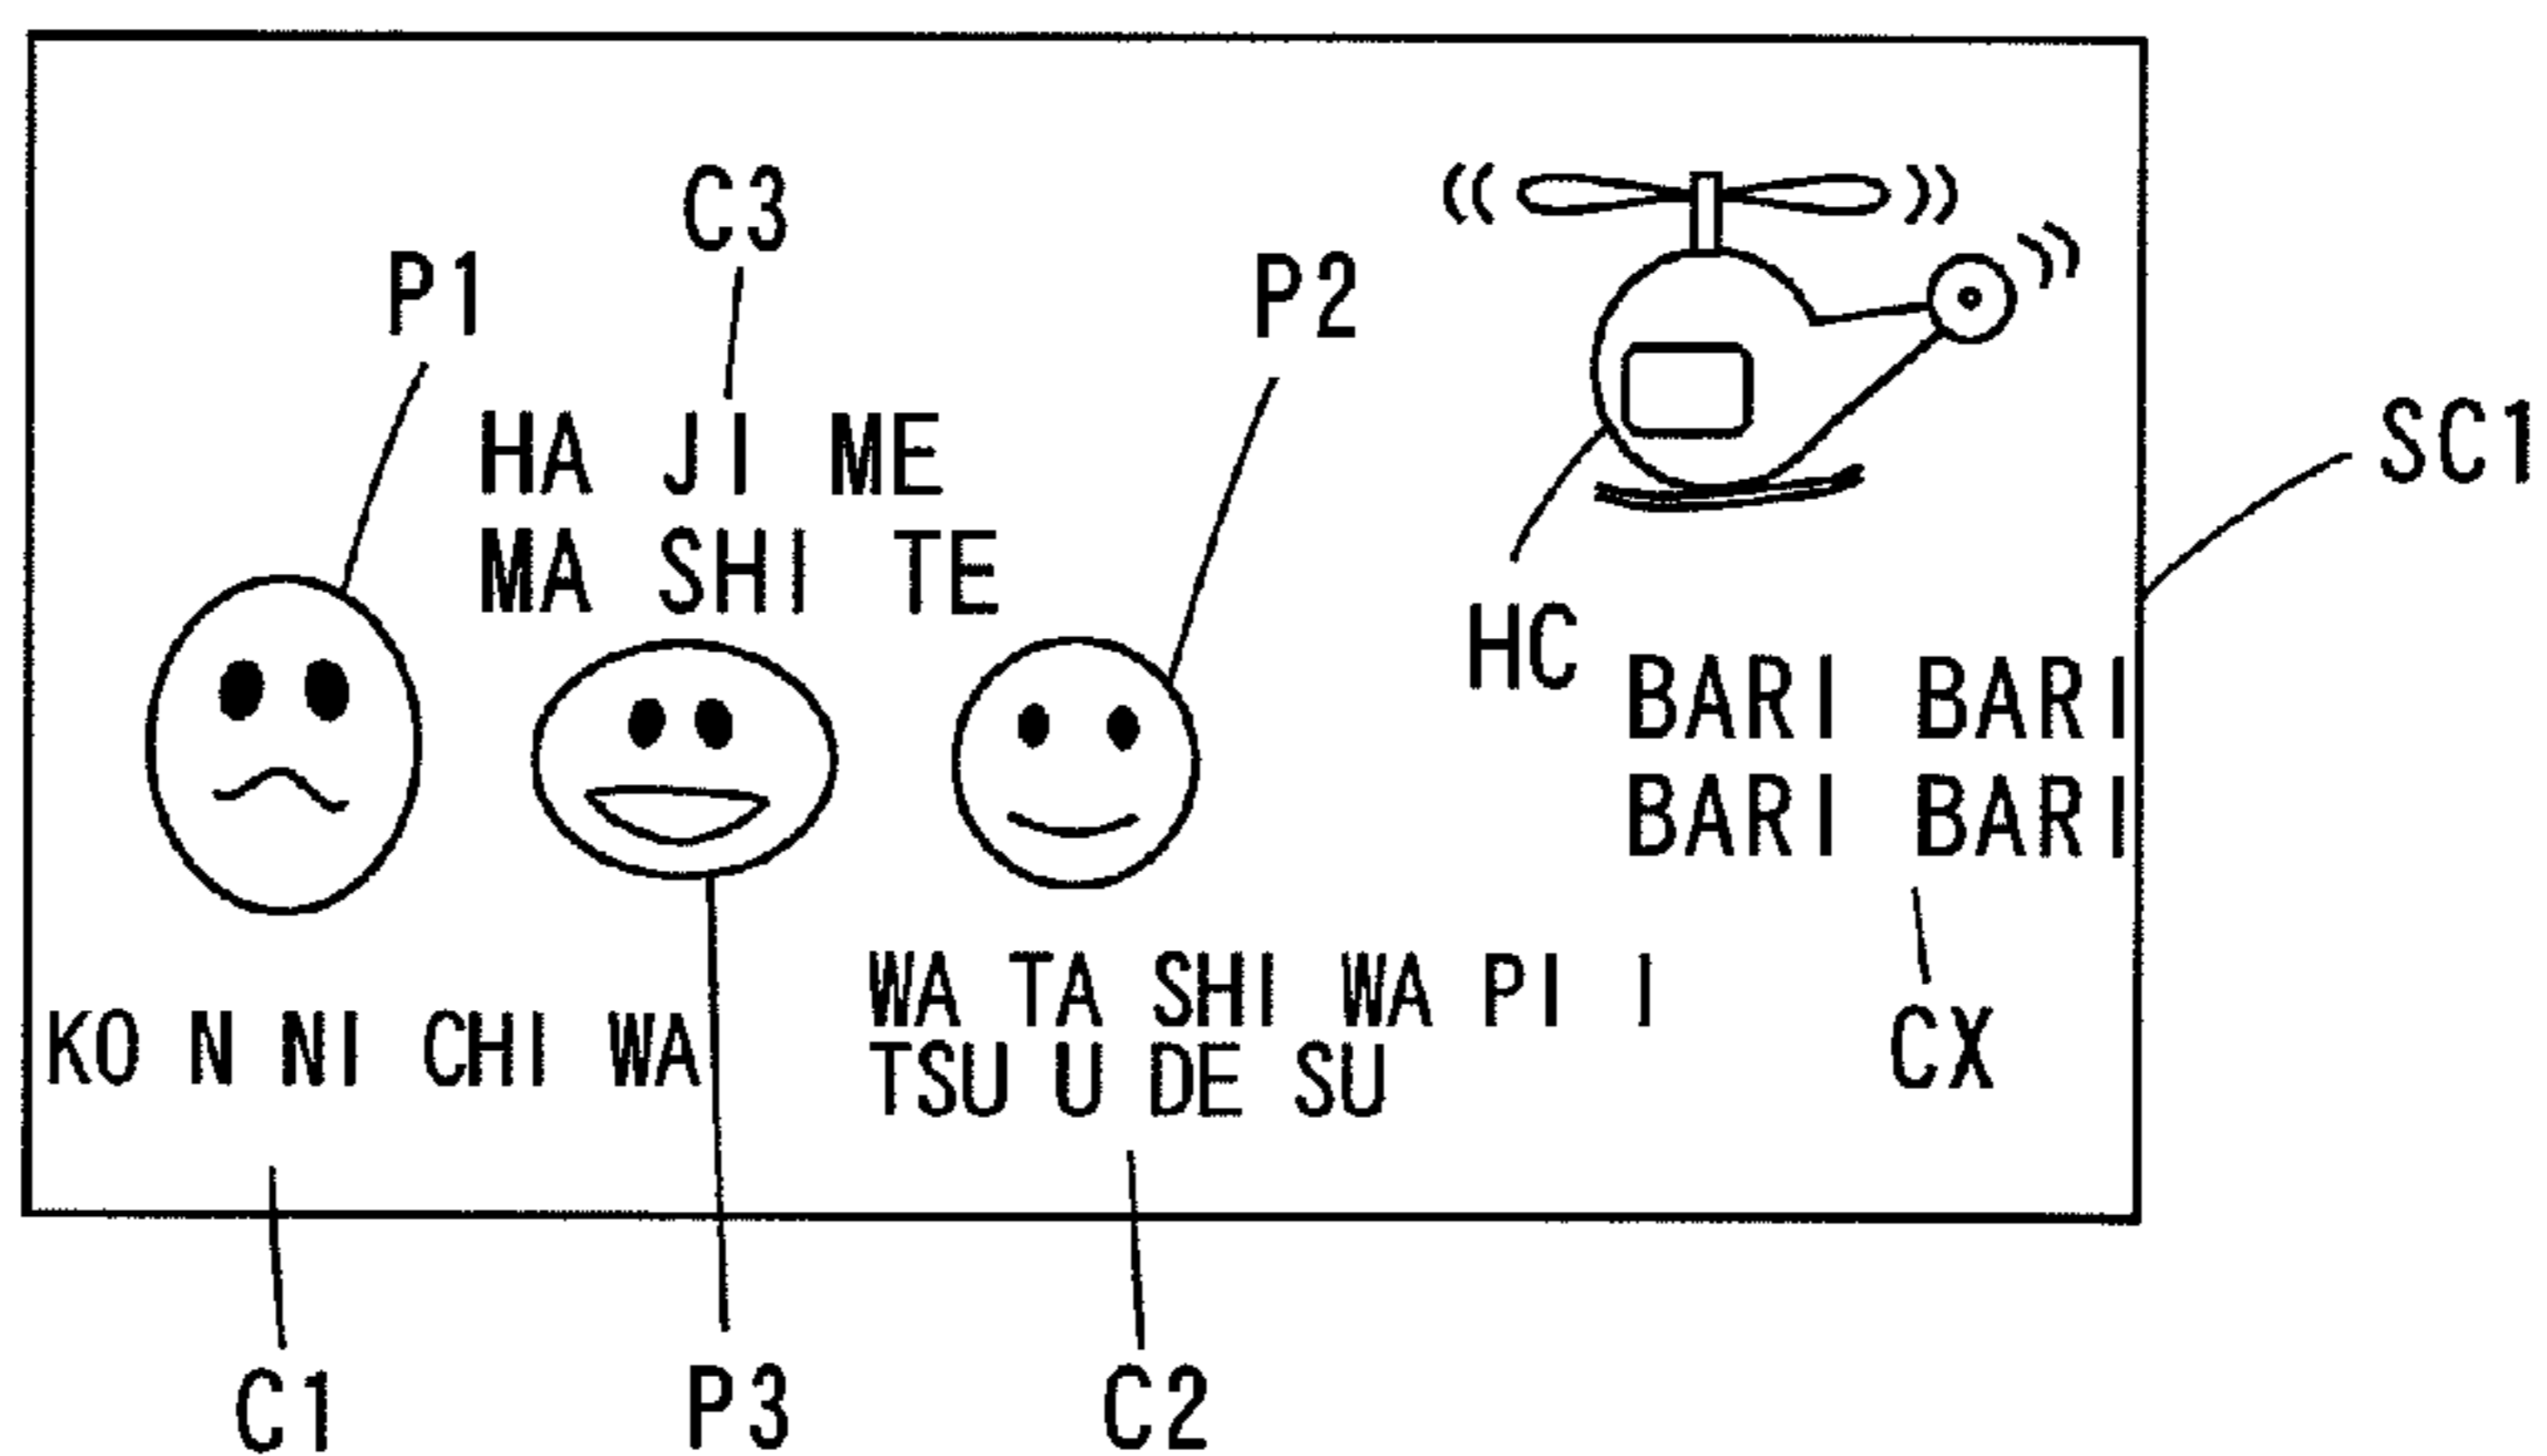 C3
P1
P2
HA JI ME
MA SHI TE
SC1
HC
BARI BARI
BARI BARI
KO N NI CHI WA
WA TA SHI WA PI I
TSU U DE SU
CX
C1
P3
C2